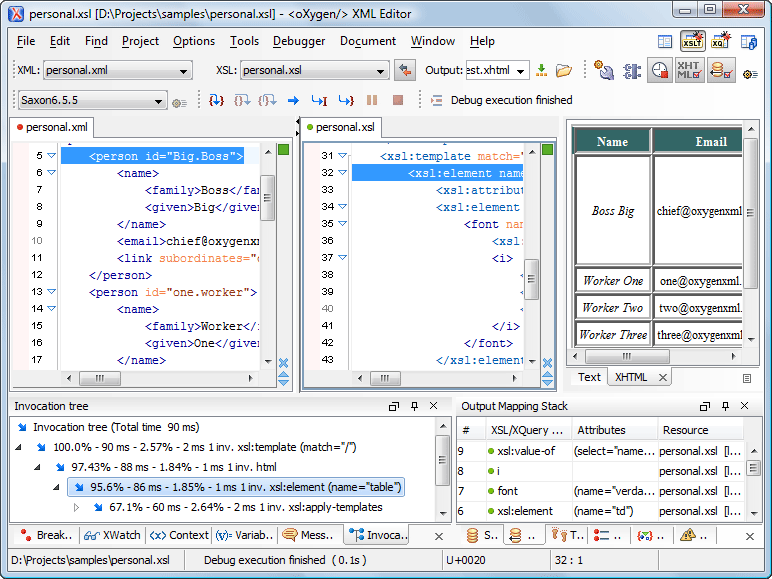 personal.xsl [D:\Projects\samples\personal.xsl] - <oXygen/> XML Editor
File Edit Find Project Options Tools Debugger Document Window Help
XML: personal.xml XSL: personal.xsl Output: est.xhtml
Saxon6.5.5 Debug execution finished
personal.xml
5 <person id="Big.Boss">
6 <name>
7 <family>Boss</fa
8 <given>Big</given
9 </name>
10 <email>chief@oxygenxm
11 <link subordinates="
12 </person>
13 <person id="one.worker">
14 <name>
15 <family>Worker</
16 <given>One</given
17 </name>
personal.xsl
31 <xsl:template match="
32 <xsl:element name
33 <xsl:attribut
34 <xsl:element
35 <font nam
36 <xsl:
37 <i>
38 <
39 <
40 <
41 </i>
42 </font>
43 </xsl:element
Name Email
Boss Big chief@oxygenxml.
Worker One one@oxygenxml.
Worker Two two@oxygenxml.
Worker Three three@oxygenxml.
Text XHTML
Invocation tree
Invocation tree (Total time 90 ms)
100.0% - 90 ms - 2.57% - 2 ms 1 inv. xsl:template (match="/")
97.43% - 88 ms - 1.84% - 1 ms 1 inv. html
95.6% - 86 ms - 1.85% - 1 ms 1 inv. xsl:element (name="table")
67.1% - 60 ms - 2.64% - 2 ms 1 inv. xsl:apply-templates
Output Mapping Stack
# XSL/XQuery ... Attributes Resource
9 xsl:value-of (select="name... personal.xsl [I...
8 i personal.xsl [I...
7 font (name="verda... personal.xsl [I...
6 xsl:element (name="td") personal.xsl [I...
Break.. XWatch Context Variab.. Messa... Invoca.. S.. .. T.. .. .. ..
D:\Projects\samples\personal.xsl Debug execution finished ( 0.1s ) U+0020 32 : 1